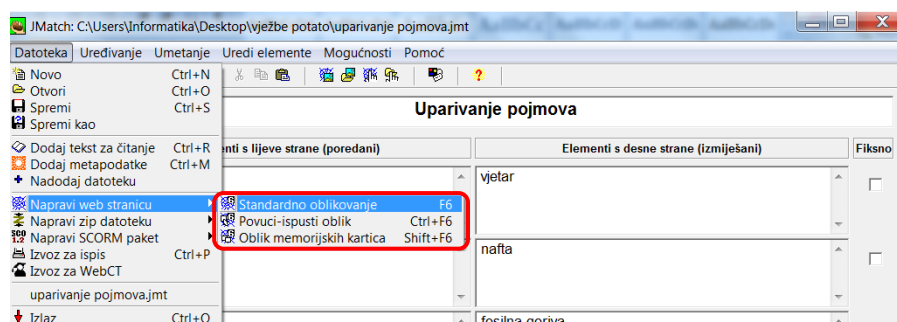 JMatch: C:\Users\Informatika\Desktop\vježbe potato\uparivanje pojmova.jmt
Datoteka Uređivanje Umetanje Uredi elemente Mogućnosti Pomoć
Novo Ctrl+N
Otvori Ctrl+O
Spremi Ctrl+S
Spremi kao
Dodaj tekst za čitanje Ctrl+R
Dodaj metapodatke Ctrl+M
Nadodaj datoteku
Napravi web stranicu
Napravi zip datoteku
Napravi SCORM paket
Izvoz za ispis Ctrl+P
Izvoz za WebCT
uparivanje pojmova.jmt
Izlaz Ctrl+Q
Standardno oblikovanje F6
Povuci-ispusti oblik Ctrl+F6
Oblik memorijskih kartica Shift+F6
Uparivanje pojmova
s lijeve strane (poredani)
Elementi s desne strane (izmiješani)
Fiksno
vjetar
nafta
fosilna goriva